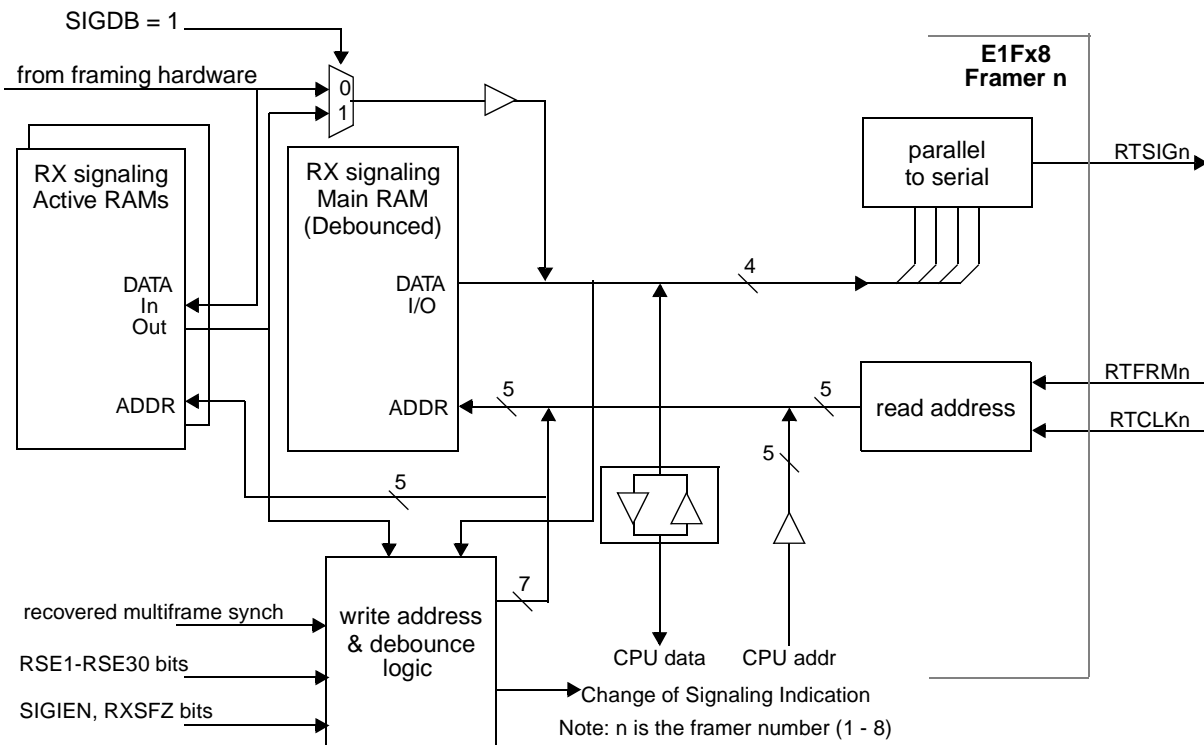 SIGDB = 1
E1Fx8
Framer n
from framing hardware
0
1
RX signaling
Active RAMs
RX signaling
Main RAM
(Debounced)
parallel
to serial
RTSIGn
DATA
In
Out
DATA
I/O
4
ADDR
ADDR
5
5
read address
RTFRMn
RTCLKn
5
5
7
write address
& debounce
logic
recovered multiframe synch
RSE1-RSE30 bits
SIGIEN, RXSFZ bits
CPU data
CPU addr
Change of Signaling Indication
Note: n is the framer number (1 - 8)